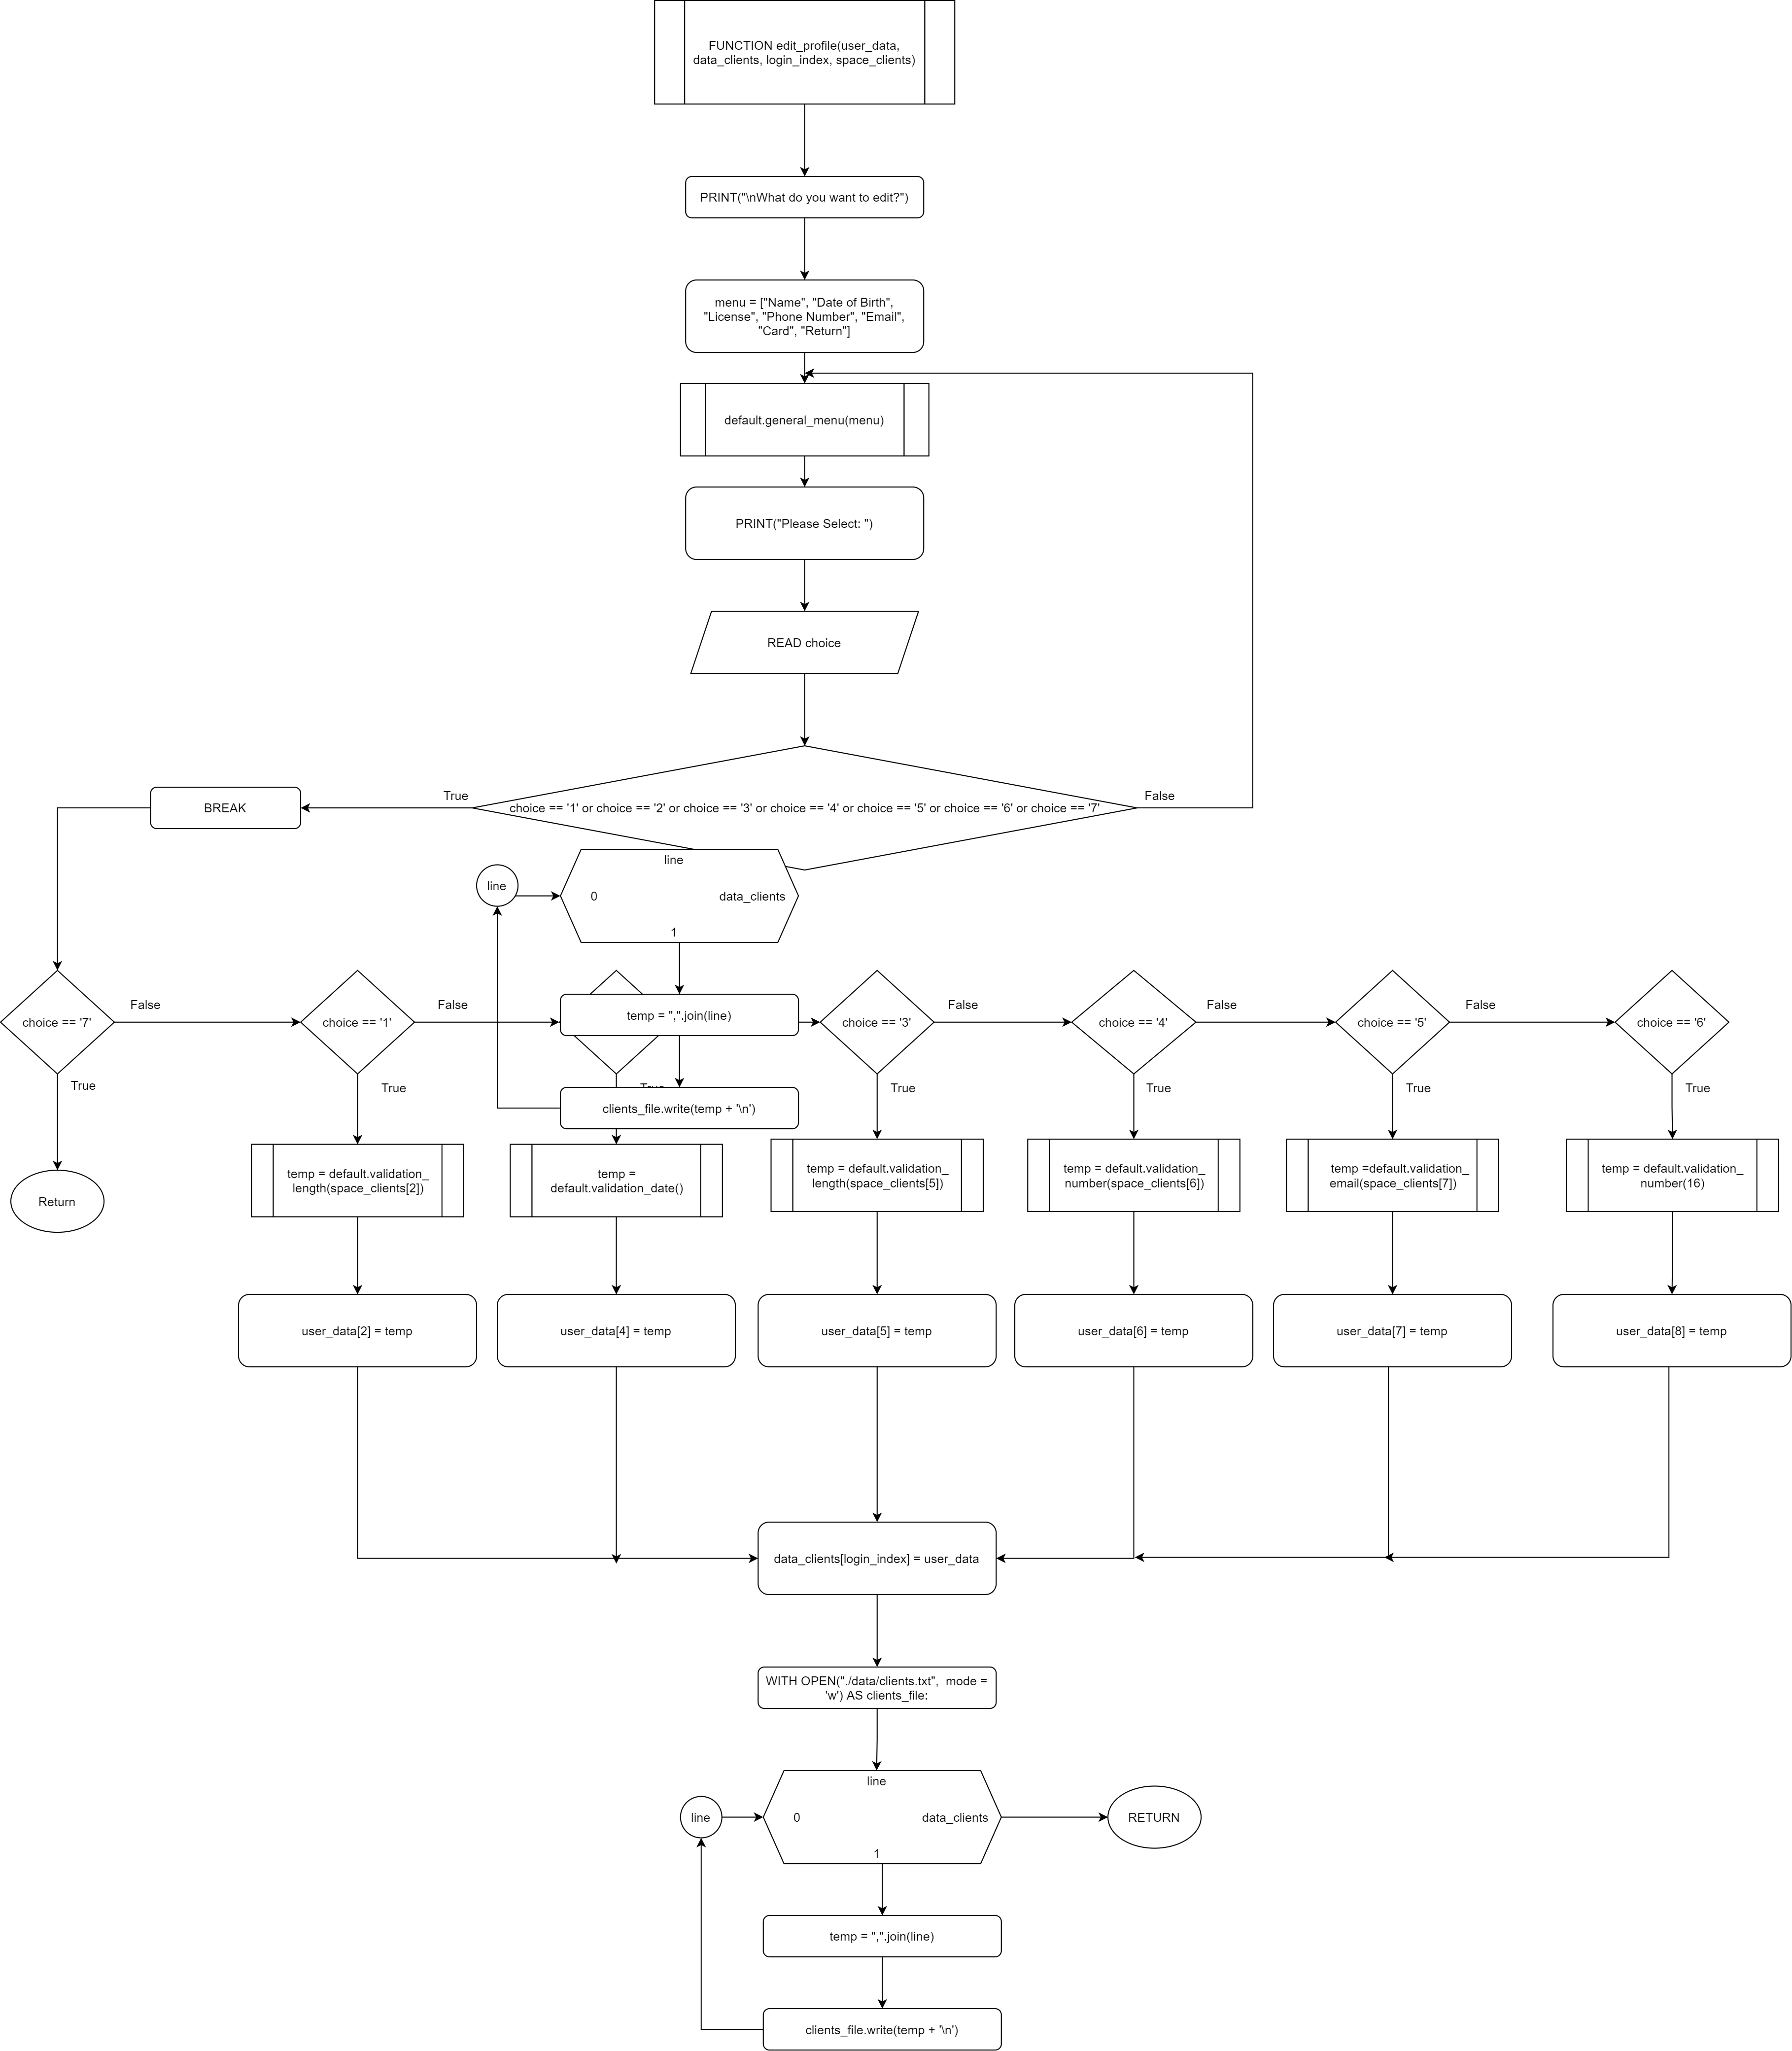 FUNCTION edit_profile(user_data,
data_clients, login_index, space_clients)
PRINT("\nWhat do you want to edit?")
menu = ["Name", "Date of Birth",
"License", "Phone Number", "Email",
"Card", "Return"]
default.general_menu(menu)
PRINT("Please Select: ")
READ choice
True
BREAK
choice == '1' or choice == '2' or choice == '3' or choice == '4' or choice == '5' or choice == '6' or choice == '7'
False
line
line
0
data_clients
1
choice == '7'
False
choice == '1'
False
temp = ",".join(line)
choice == '3'
False
choice == '4'
False
choice == '5'
False
choice == '6'
True
True
True
True
True
True
clients_file.write(temp + '\n')
Return
temp = default.validation_
length(space_clients[2])
temp =
default.validation_date()
temp = default.validation_
length(space_clients[5])
temp = default.validation_
number(space_clients[6])
temp =default.validation_
email(space_clients[7])
temp = default.validation_
number(16)
user_data[2] = temp
user_data[4] = temp
user_data[5] = temp
user_data[6] = temp
user_data[7] = temp
user_data[8] = temp
data_clients[login_index] = user_data
WITH OPEN("./data/clients.txt",  mode =
'w') AS clients_file:
line
line
0
data_clients
1
RETURN
temp = ",".join(line)
clients_file.write(temp + '\n')